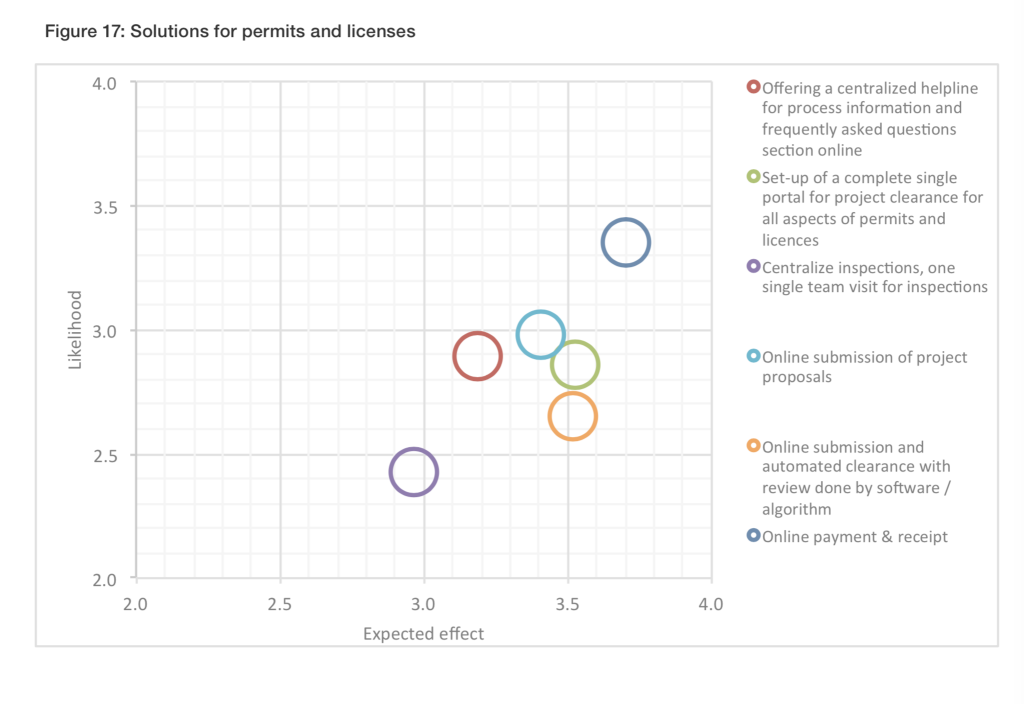 Figure 17: Solutions for permits and licenses
4.0
3.5
3.0
2.5
2.0
Likelihood
2.0
2.5
3.0
3.5
4.0
Expected effect
Offering a centralized helpline
for process information and
frequently asked questions
section online
Set-up of a complete single
portal for project clearance for
all aspects of permits and
licences
Centralize inspections, one
single team visit for inspections
Online submission of project
proposals
Online submission and
automated clearance with
review done by software /
algorithm
Online payment & receipt